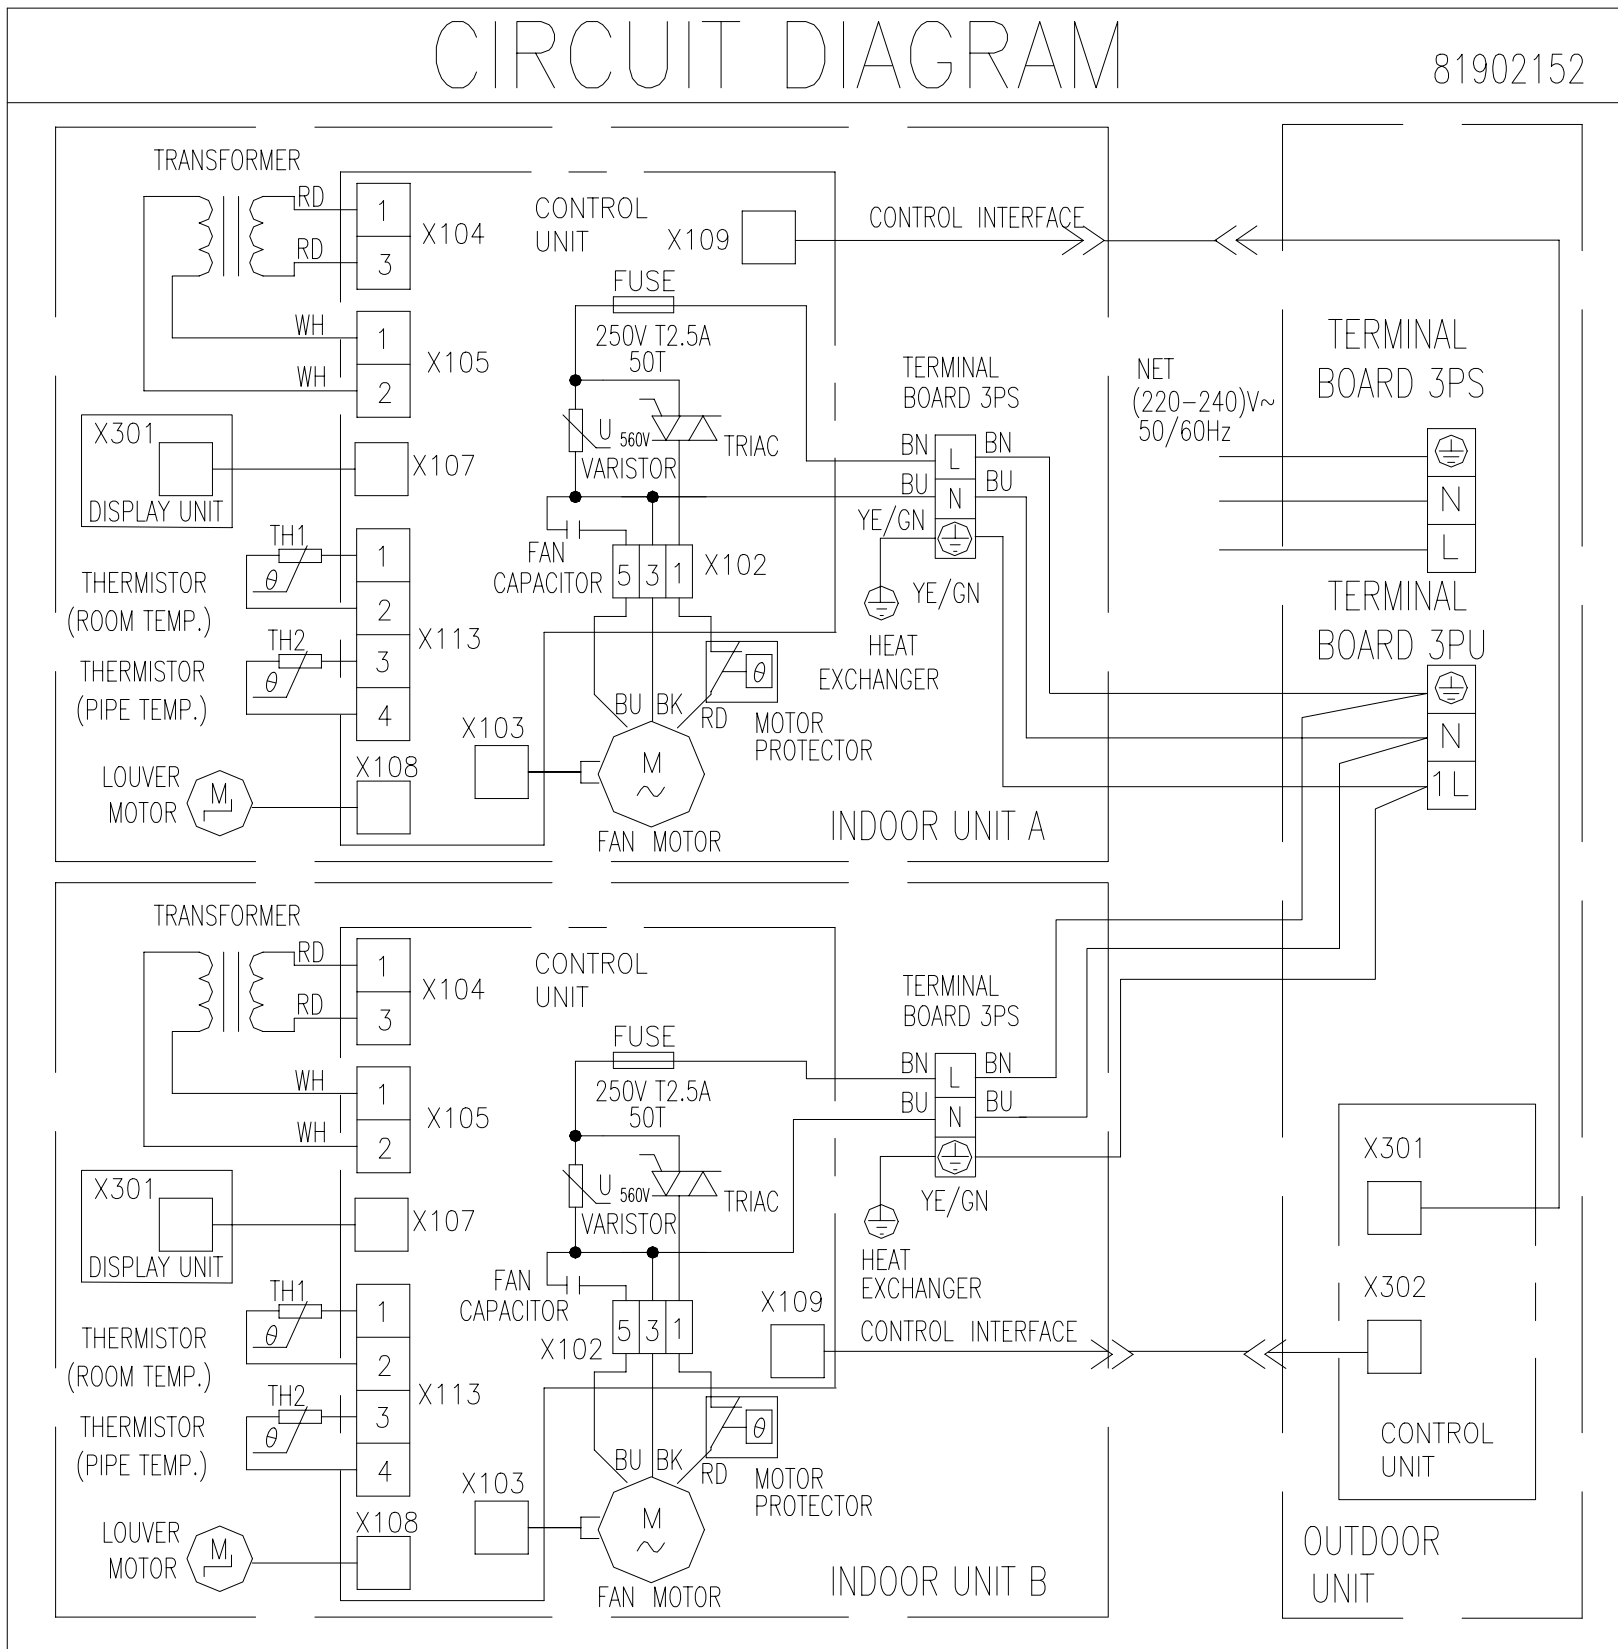 CIRCUIT DIAGRAM
81902152
TRANSFORMER
RD
RD
1
3
X104
CONTROL
UNIT
X109
CONTROL INTERFACE
WH
WH
1
2
X105
FUSE
250V T2.5A
50T
U 560V
VARISTOR
TRIAC
X301
DISPLAY UNIT
X107
TERMINAL
BOARD 3PS
BN L BN
BU N BU
YE/GN
YE/GN
HEAT
EXCHANGER
FAN
CAPACITOR
5 3 1
X102
TH1
θ
THERMISTOR
(ROOM TEMP.)
TH2
θ
THERMISTOR
(PIPE TEMP.)
1
2
3
4
X113
BU BK RD
θ
MOTOR
PROTECTOR
X103
M
~
FAN MOTOR
LOUVER
MOTOR
M
X108
INDOOR UNIT A
NET
(220-240)V~
50/60Hz
TERMINAL
BOARD 3PS
N
L
TERMINAL
BOARD 3PU
N
1L
TRANSFORMER
RD
RD
1
3
X104
CONTROL
UNIT
WH
WH
1
2
X105
FUSE
250V T2.5A
50T
U 560V
VARISTOR
TRIAC
X301
DISPLAY UNIT
X107
TERMINAL
BOARD 3PS
BN L BN
BU N BU
YE/GN
HEAT
EXCHANGER
FAN
CAPACITOR
5 3 1
X102
X109
CONTROL INTERFACE
TH1
θ
THERMISTOR
(ROOM TEMP.)
TH2
θ
THERMISTOR
(PIPE TEMP.)
1
2
3
4
X113
BU BK RD
θ
MOTOR
PROTECTOR
X103
M
~
FAN MOTOR
LOUVER
MOTOR
M
X108
INDOOR UNIT B
X301
X302
CONTROL
UNIT
OUTDOOR
UNIT